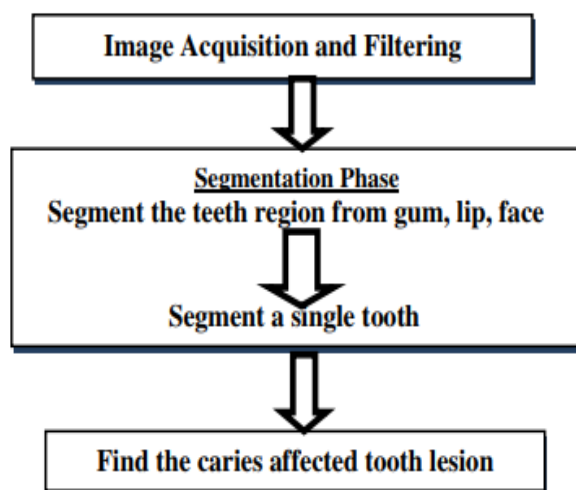 Image Acquisition and Filtering
Segmentation Phase
Segment the teeth region from gum, lip, face
Segment a single tooth
Find the caries affected tooth lesion